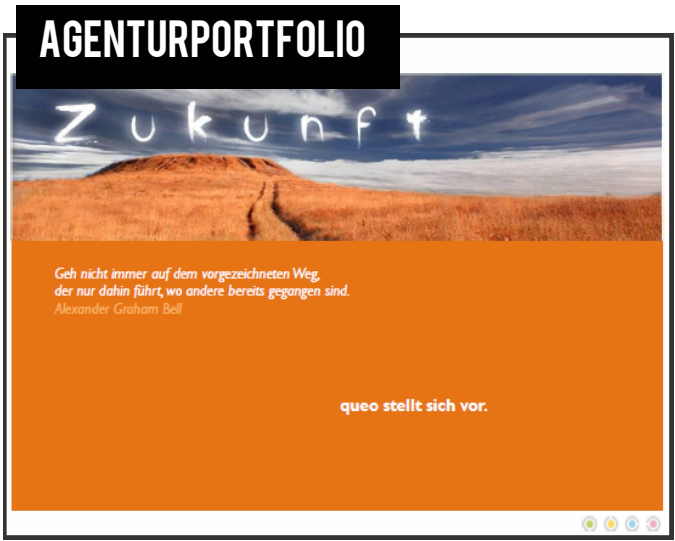 AGENTURPORTFOLIO
Zukunft
Geh nicht immer auf dem vorgezeichneten Weg,
der nur dahin führt, wo andere bereits gegangen sind.
Alexander Graham Bell
queo stellt sich vor.